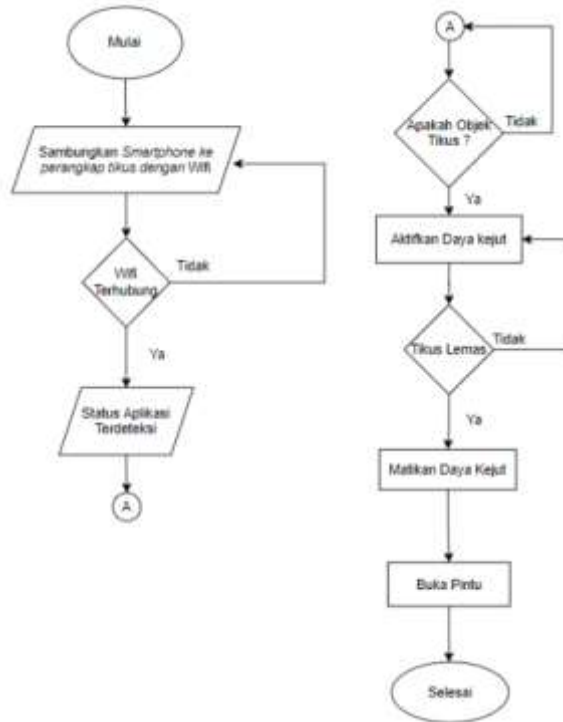 Mulai
Sambungkan Smartphone ke
perangkap tikus dengan Wifi
Wifi
Terhubung
Tidak
Ya
Status Aplikasi
Terdeteksi
A
A
Apakah Objek
Tikus ?
Tidak
Ya
Aktifkan Daya kejut
Tikus Lemas
Tidak
Ya
Matikan Daya Kejut
Buka Pintu
Selesai